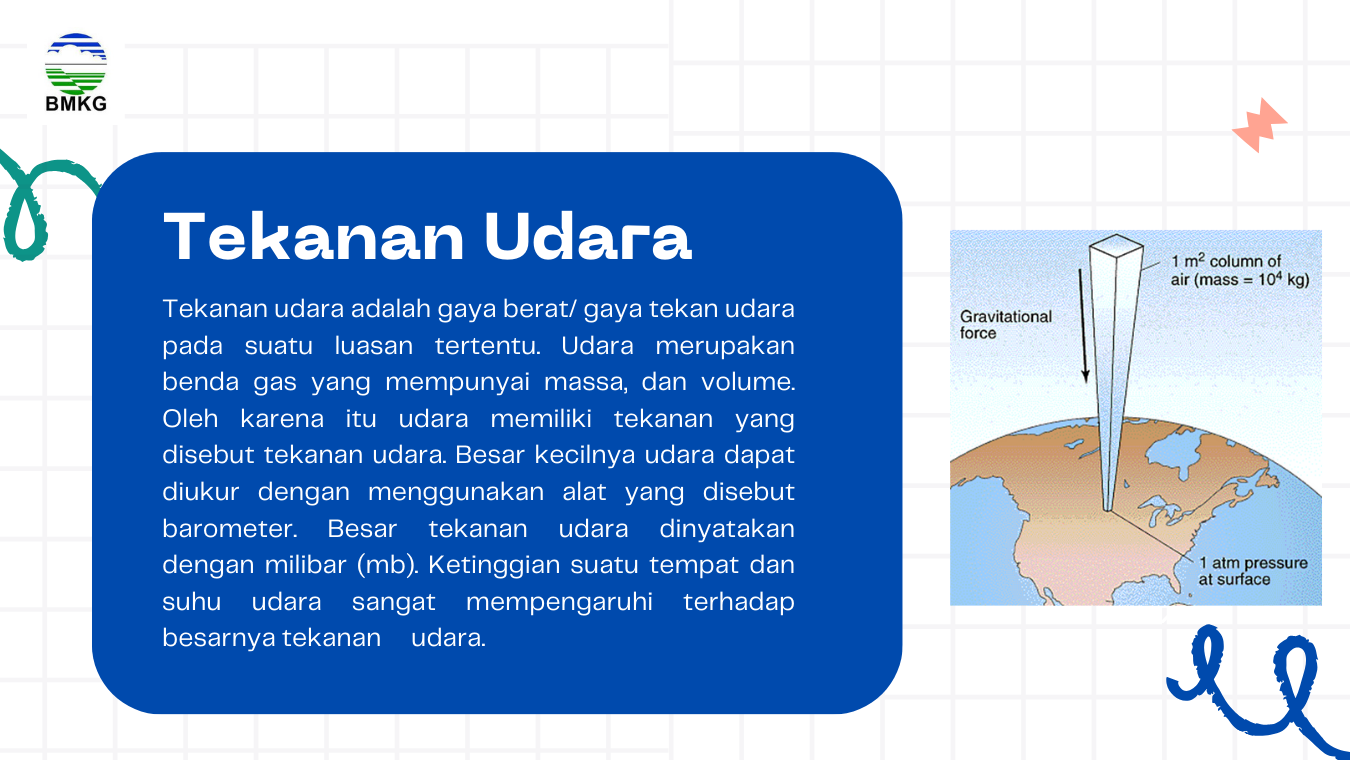 BMKG
Tekanan Udara
Tekanan udara adalah gaya berat/ gaya tekan udara
pada suatu luasan tertentu. Udara merupakan
benda gas yang mempunyai massa, dan volume.
Oleh karena itu udara memiliki tekanan yang
disebut tekanan udara. Besar kecilnya udara dapat
diukur dengan menggunakan alat yang disebut
barometer. Besar tekanan udara dinyatakan
dengan milibar (mb). Ketinggian suatu tempat dan
suhu udara sangat mempengaruhi terhadap
besarnya tekanan udara.
1 m² column of
air (mass = 10⁴ kg)
Gravitational
force
1 atm pressure
at surface